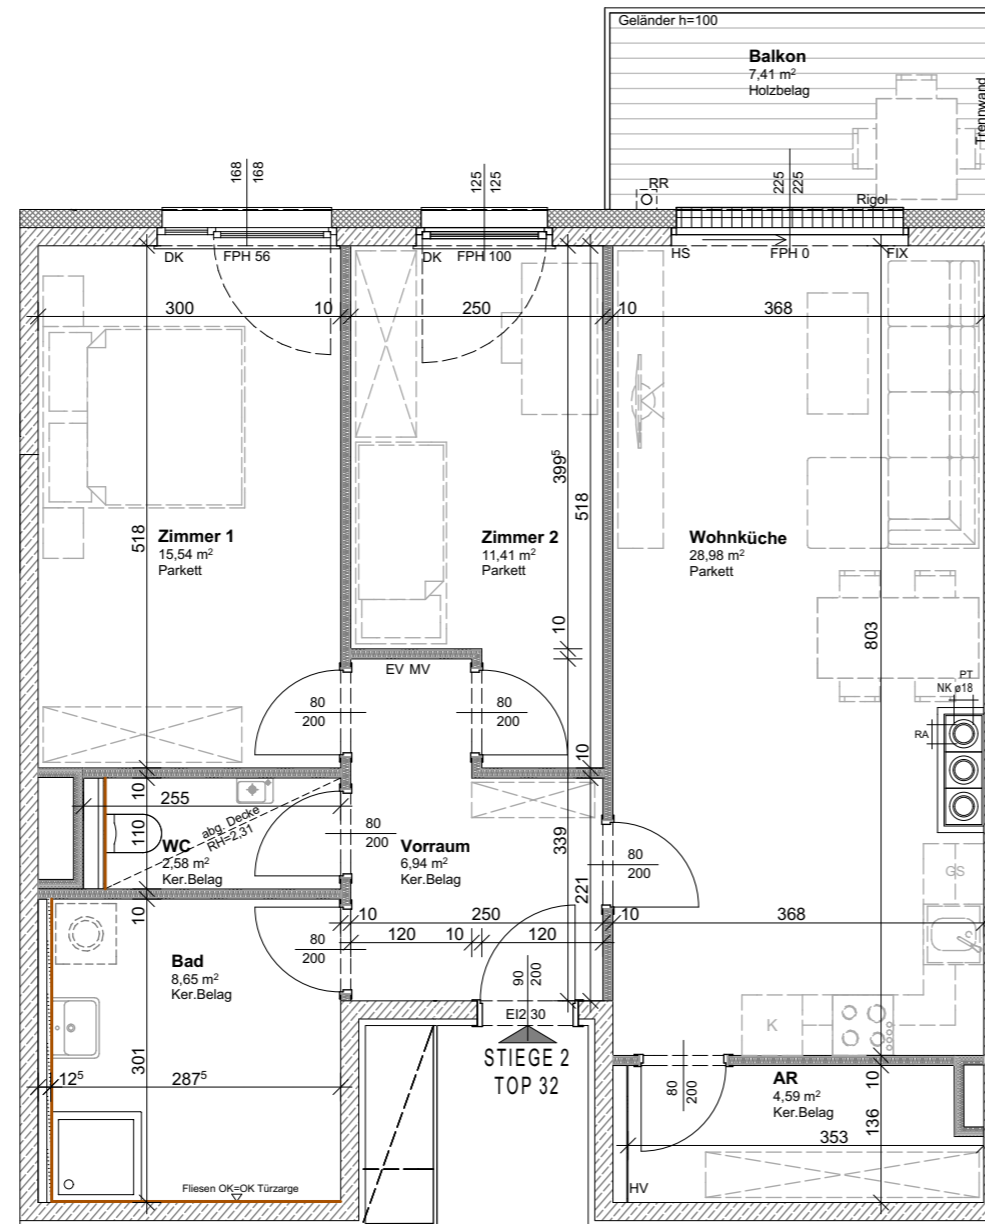 Geländer h=100
Balkon
7,41 m²
Holzbelag
Trennwand
168
168
125
125
225
225
RR
Rigol
DK
FPH 56
DK
FPH 100
HS
FPH 0
FIX
300
10
250
10
368
399⁵
518
518
Zimmer 1
15,54 m²
Parkett
Zimmer 2
11,41 m²
Parkett
Wohnküche
28,98 m²
Parkett
10
803
EV MV
PT
NK ø18
RA
80
200
80
200
10
10
255
110
abg. Decke
RH=2,31
WC
2,58 m²
Ker.Belag
80
200
Vorraum
6,94 m²
Ker.Belag
339
221
80
200
GS
10
10
250
10
368
120
10
120
80
200
Bad
8,65 m²
Ker.Belag
90
200
EI2 30
K
STIEGE 2
TOP 32
301
12⁵
287⁵
80
200
AR
4,59 m²
Ker.Belag
10
136
353
HV
Fliesen OK=OK Türzarge